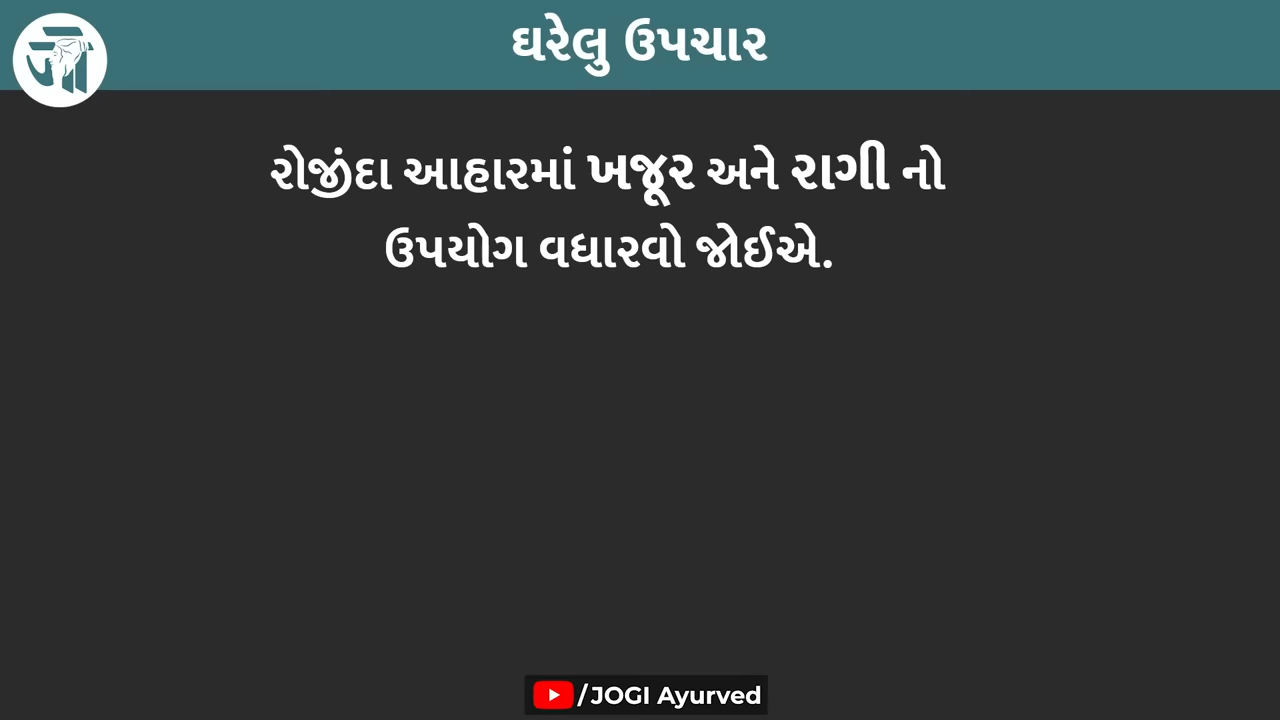 ઘરેલુ ઉપચાર
રોજીંદા આહારમાં ખજૂર અને રાગી નો
ઉપયોગ વધારવો જોઈએ.
/JOGI Ayurved